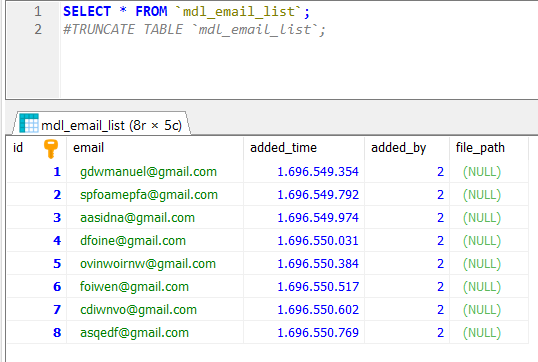 1 SELECT * FROM `mdl_email_list`;
2 #TRUNCATE TABLE `mdl_email_list`;
mdl_email_list (8r × 5c)
id email added_time added_by file_path
1 gdwmanuel@gmail.com 1.696.549.354 2 (NULL)
2 spfoamepfa@gmail.com 1.696.549.792 2 (NULL)
3 aasidna@gmail.com 1.696.549.974 2 (NULL)
4 dfoine@gmail.com 1.696.550.031 2 (NULL)
5 ovinwoirnw@gmail.com 1.696.550.384 2 (NULL)
6 foiwen@gmail.com 1.696.550.517 2 (NULL)
7 cdiwnvo@gmail.com 1.696.550.602 2 (NULL)
8 asqedf@gmail.com 1.696.550.769 2 (NULL)